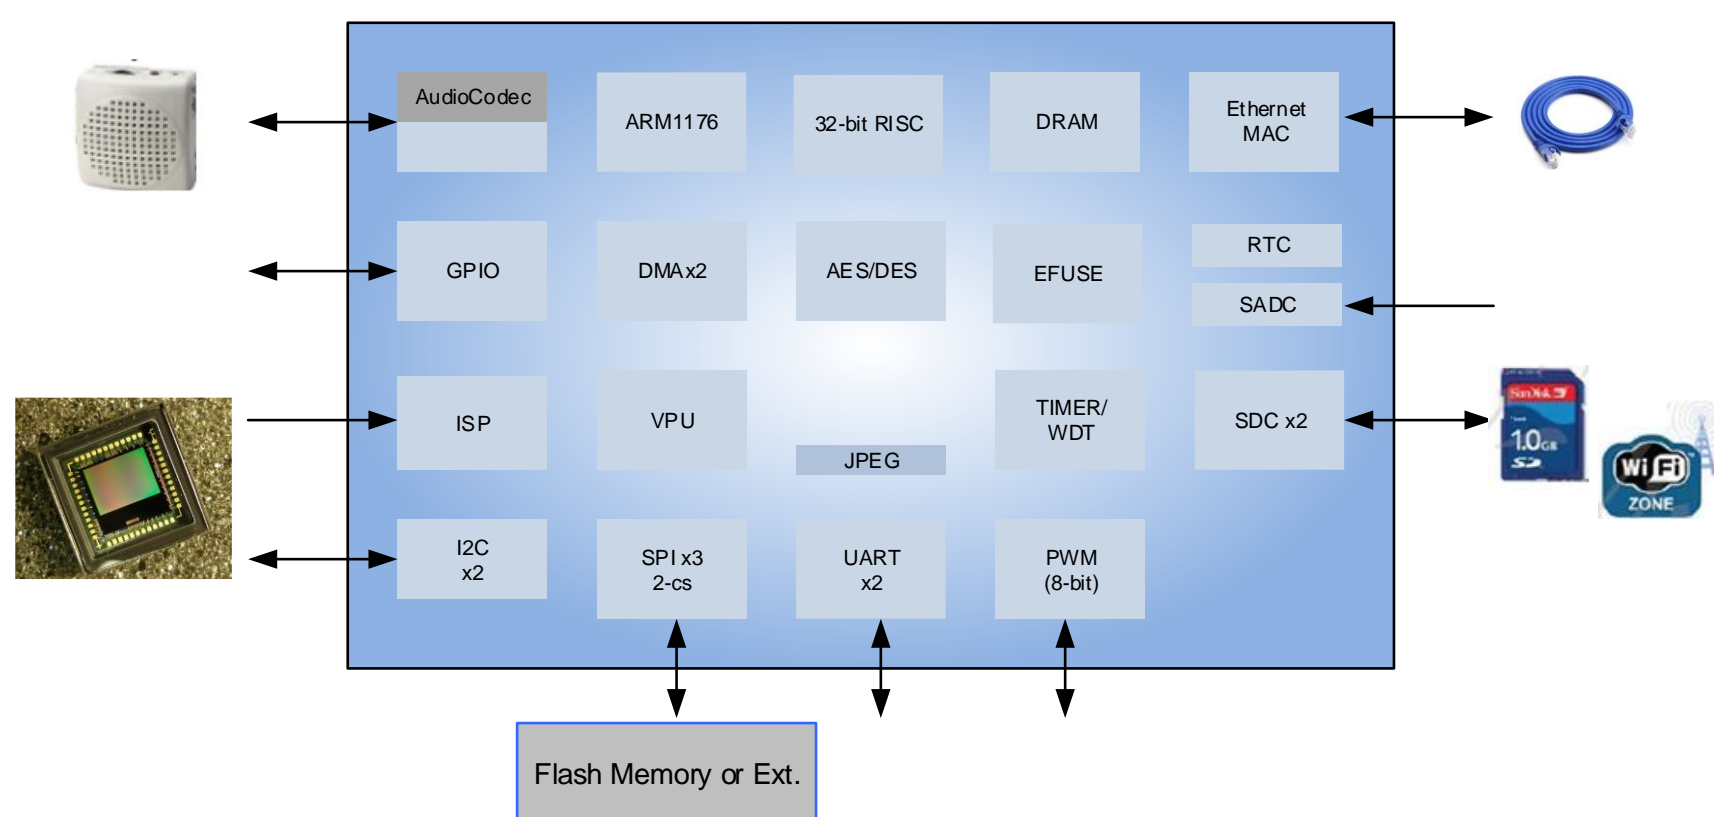 AudioCodec
ARM1176
32-bit RISC
DRAM
Ethernet
MAC
GPIO
DMAx2
AES/DES
EFUSE
RTC
SADC
ISP
VPU
JPEG
TIMER/
WDT
SDC x2
SanDisk
1.0GB
SD
Wi Fi
ZONE
I2C
x2
SPI x3
2-cs
UART
x2
PWM
(8-bit)
Flash Memory or Ext.